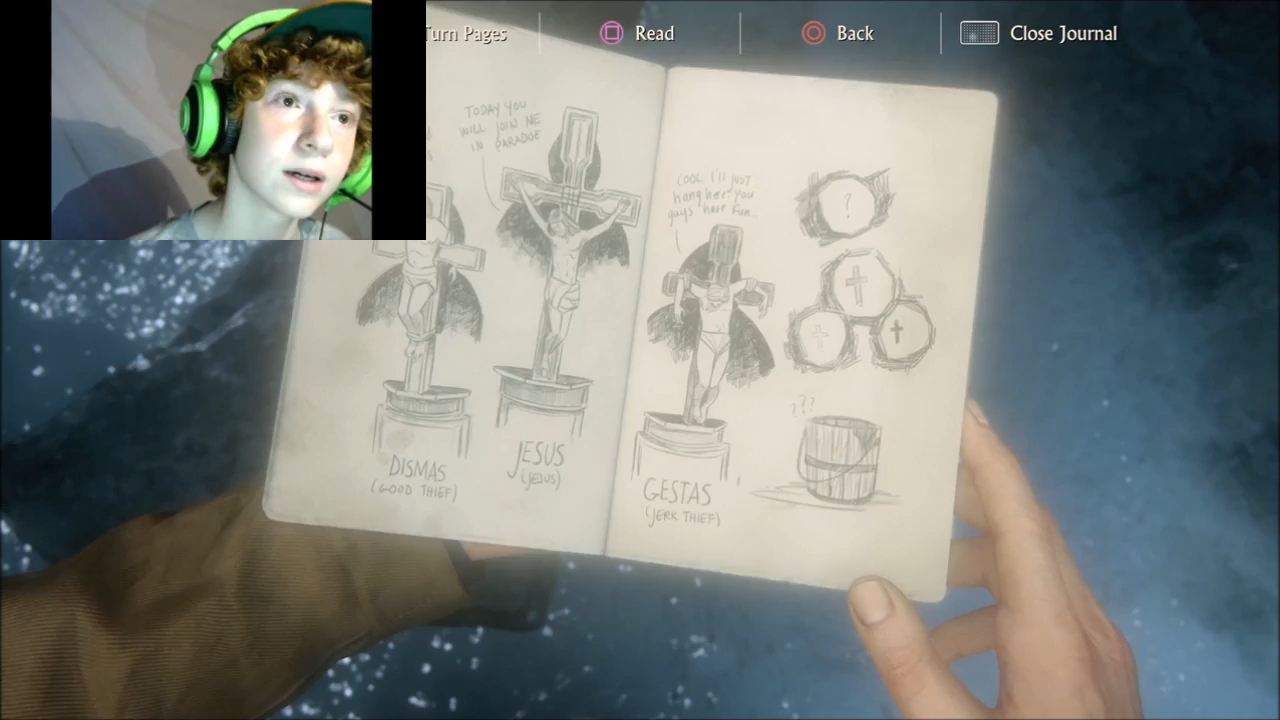 Turn Pages
Read
Back
Close Journal
TODAY YOU
WILL JOIN ME
IN PARADISE
COOL I'll JUST
hang here. You
guys have fun...
?
???
DISMAS
(GOOD THIEF)
JESUS
(JESUS)
GESTAS
(JERK THIEF)